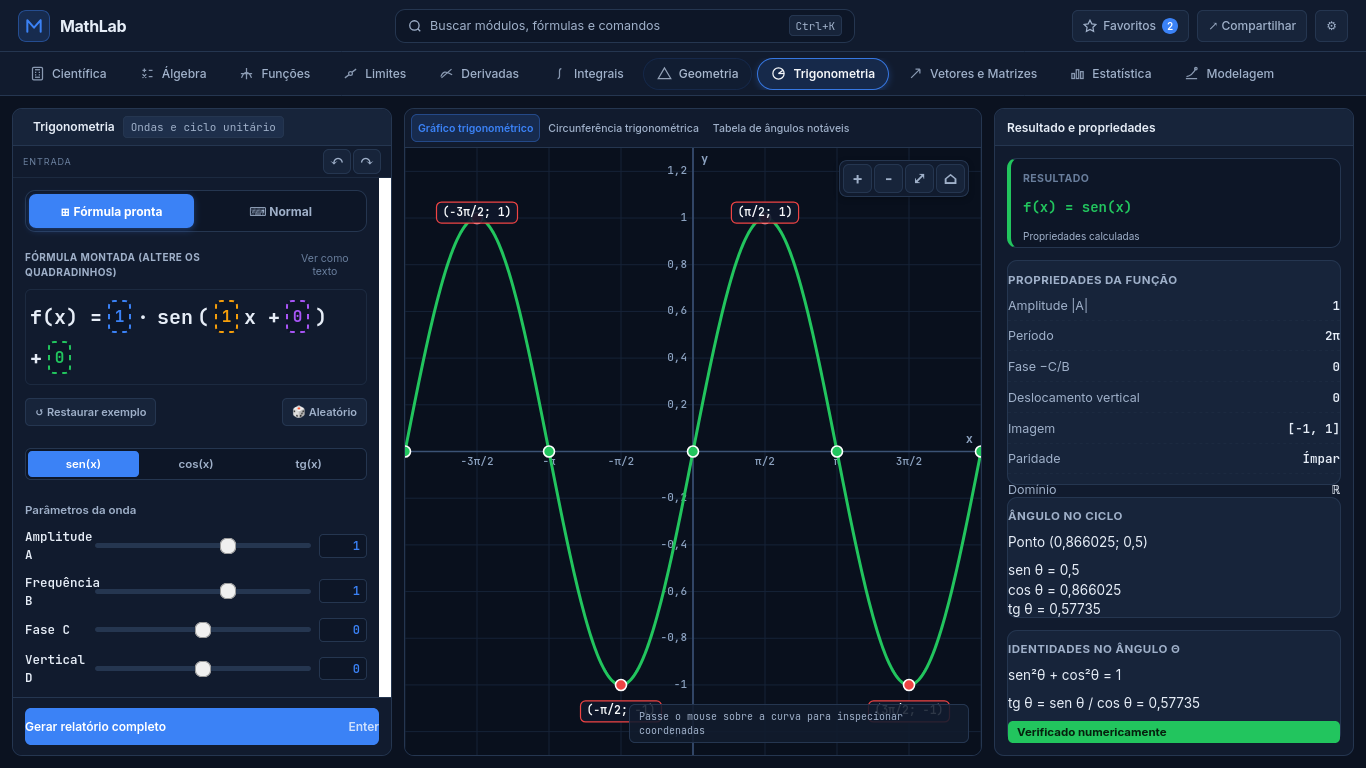 MathLab
Buscar módulos, fórmulas e comandos
Ctrl+K
Favoritos 2
Compartilhar
Científica
Álgebra
Funções
Limites
Derivadas
Integrais
Geometria
Trigonometria
Vetores e Matrizes
Estatística
Modelagem
Trigonometria
Ondas e ciclo unitário
ENTRADA
Fórmula pronta
Normal
FÓRMULA MONTADA (ALTERE OS
QUADRADINHOS)
Ver como
texto
f(x) = 1 · sen ( 1 x + 0 )
+ 0
↺ Restaurar exemplo
Aleatório
sen(x)
cos(x)
tg(x)
Parâmetros da onda
Amplitude
A
1
Frequência
B
1
Fase C
0
Vertical
D
0
Gerar relatório completo
Enter
Gráfico trigonométrico
Circunferência trigonométrica
Tabela de ângulos notáveis
y
+
-
1,2
1
0,8
0,6
0,4
0,2
-0,2
-0,4
-0,6
-0,8
-1
(-3π/2; 1)
(π/2; 1)
x
-3π/2
-π
-π/2
π/2
π
3π/2
(-π/2; -1)
(3π/2; -1)
Passe o mouse sobre a curva para inspecionar
coordenadas
Resultado e propriedades
RESULTADO
f(x) = sen(x)
Propriedades calculadas
PROPRIEDADES DA FUNÇÃO
Amplitude |A| 1
Período 2π
Fase −C/B 0
Deslocamento vertical 0
Imagem [-1, 1]
Paridade Ímpar
Domínio ℝ
ÂNGULO NO CICLO
Ponto (0,866025; 0,5)
sen θ = 0,5
cos θ = 0,866025
tg θ = 0,57735
IDENTIDADES NO ÂNGULO Θ
sen²θ + cos²θ = 1
tg θ = sen θ / cos θ = 0,57735
Verificado numericamente